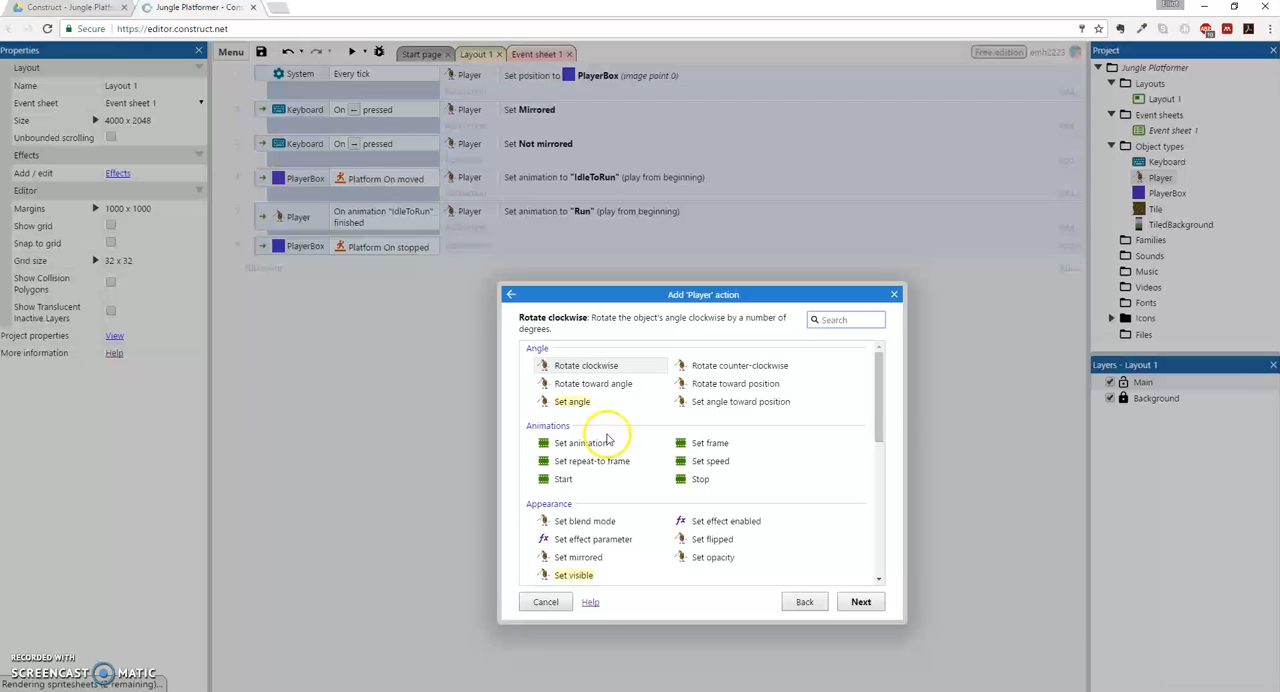 Construct - Jungle Platfo
Jungle Platformer - Cons
Elliot
Secure
https://editor.construct.net
Properties
Layout
Name Layout 1
Event sheet Event sheet 1
Size 4000 x 2048
Unbounded scrolling
Effects
Add / edit Effects
Editor
Margins 1000 x 1000
Show grid
Snap to grid
Grid size 32 x 32
Show Collision
Polygons
Show Translucent
Inactive Layers
Project properties View
More information Help
Menu
Start page Layout 1 Event sheet 1
Free edition emh2223
System Every tick Player Set position to PlayerBox (image point 0)
Keyboard On pressed Player Set Mirrored
Keyboard On pressed Player Set Not mirrored
PlayerBox Platform On moved Player Set animation to "IdleToRun" (play from beginning)
Player On animation "IdleToRun" finished Player Set animation to "Run" (play from beginning)
PlayerBox Platform On stopped
Add 'Player' action
Rotate clockwise: Rotate the object's angle clockwise by a number of
degrees.
Search
Angle
Rotate clockwise Rotate counter-clockwise
Rotate toward angle Rotate toward position
Set angle Set angle toward position
Animations
Set animation Set frame
Set repeat-to frame Set speed
Start Stop
Appearance
Set blend mode Set effect enabled
Set effect parameter Set flipped
Set mirrored Set opacity
Set visible
Cancel Help Back Next
Project
Jungle Platformer
Layouts
Layout 1
Event sheets
Event sheet 1
Object types
Keyboard
Player
PlayerBox
Tile
TiledBackground
Families
Sounds
Music
Videos
Fonts
Icons
Files
Layers - Layout 1
Main
Background
RECORDED WITH
SCREENCAST MATIC
Rendering spritesheets (2 remaining)...